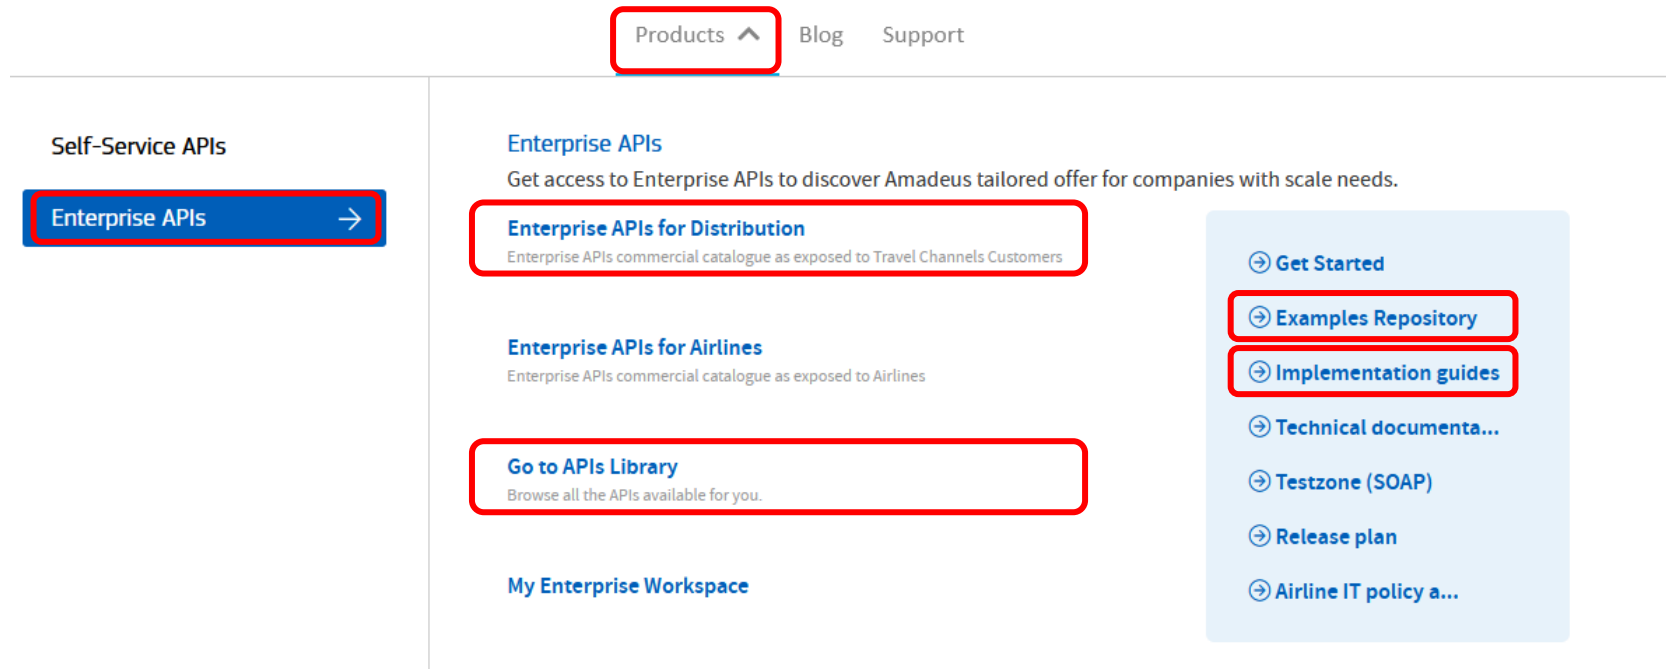 Products Blog Support
Self-Service APIs
Enterprise APIs
Enterprise APIs
Get access to Enterprise APIs to discover Amadeus tailored offer for companies with scale needs.
Enterprise APIs for Distribution
Enterprise APIs commercial catalogue as exposed to Travel Channels Customers
Enterprise APIs for Airlines
Enterprise APIs commercial catalogue as exposed to Airlines
Go to APIs Library
Browse all the APIs available for you.
My Enterprise Workspace
Get Started
Examples Repository
Implementation guides
Technical documenta...
Testzone (SOAP)
Release plan
Airline IT policy a...